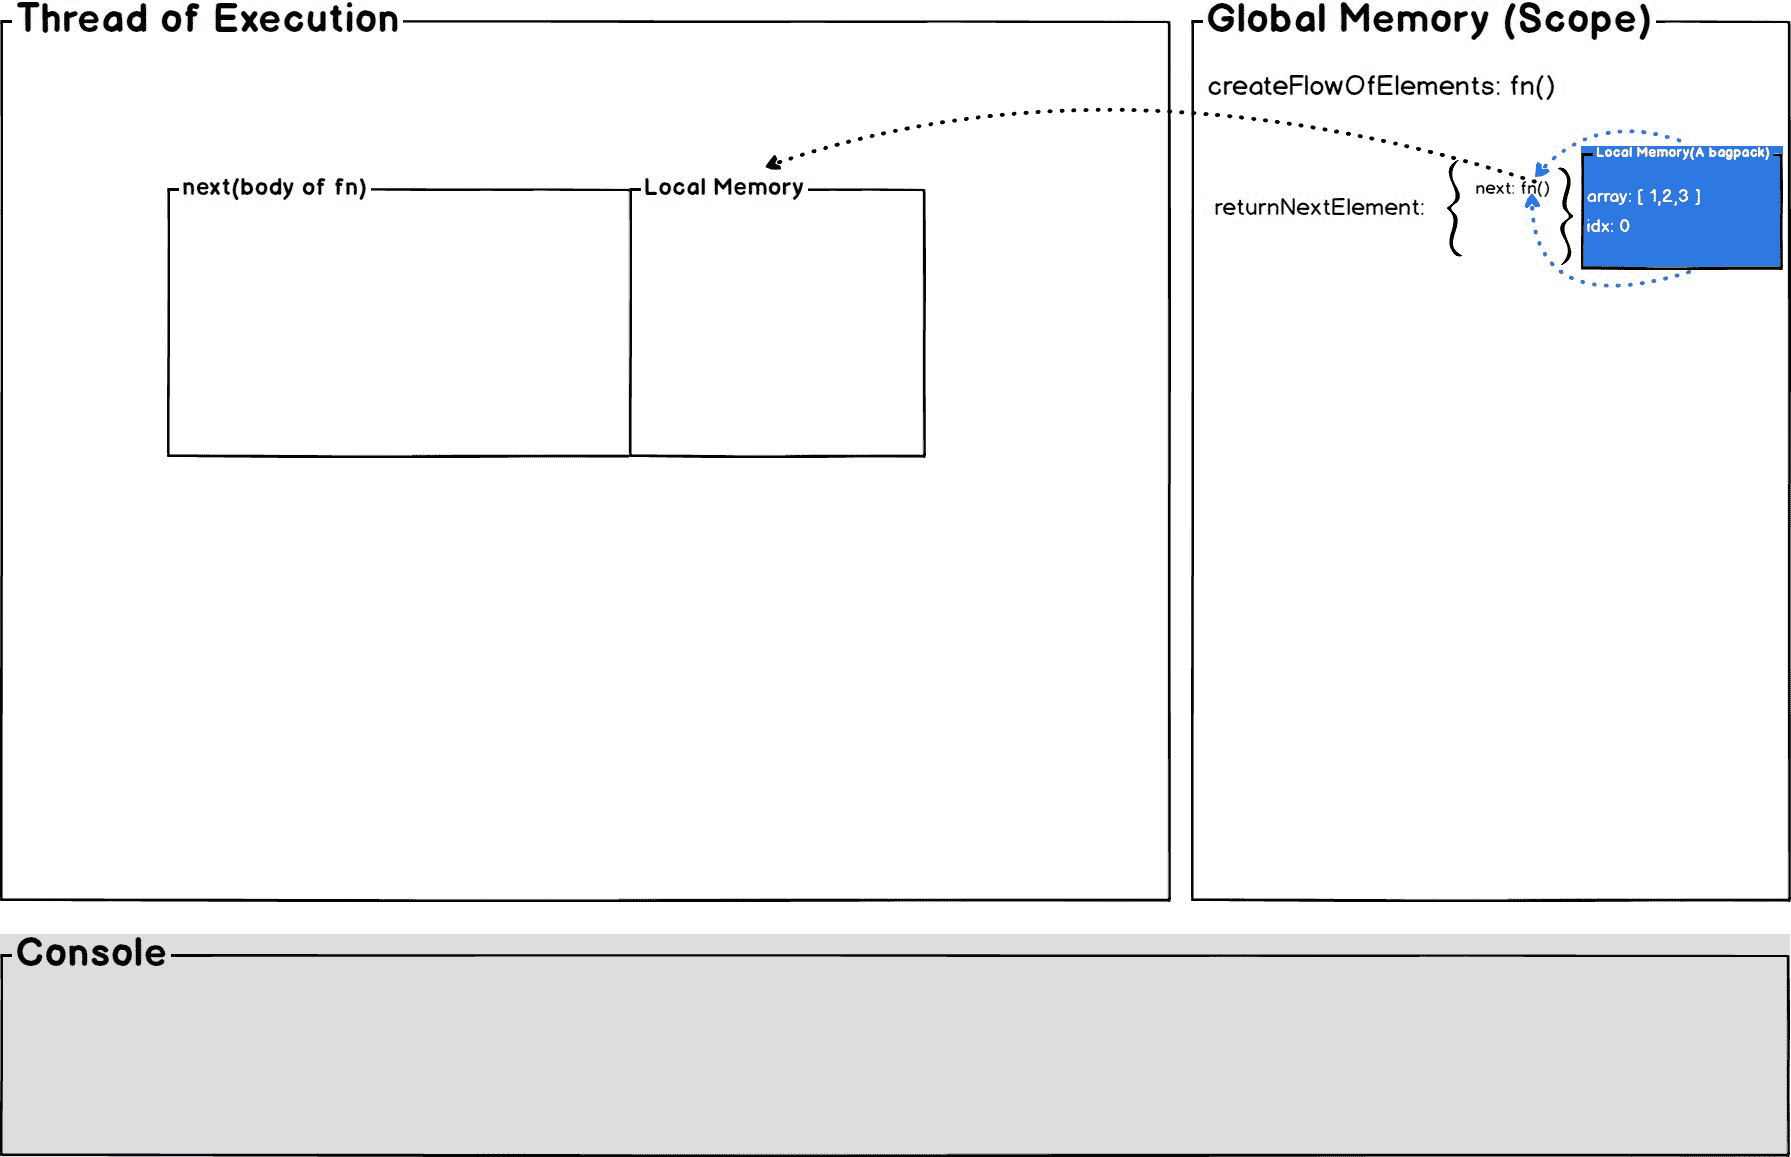 Thread of Execution
Global Memory (Scope)
createFlowOfElements: fn()
Local Memory(A bagpack)
next(body of fn)
Local Memory
returnNextElement:
{ next: fn() }
array: [ 1,2,3 ]
idx: 0
Console